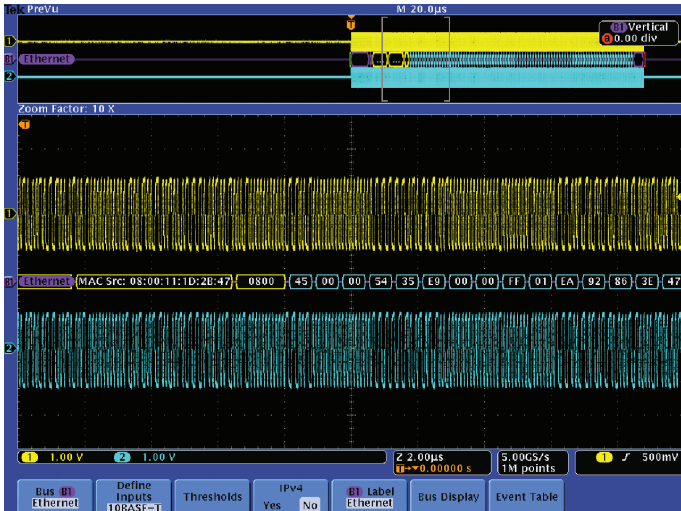 Tek PreVu M 20.0µs
B1 Vertical
B 0.00 div
T
1
B1 Ethernet
2
Zoom Factor: 10 X
T
1
B1 Ethernet MAC Src: 08:00:11:1D:2B:47 0800 45 00 00 54 35 E9 00 00 FF 01 EA 92 86 3E 47
2
1 1.00 V 2 1.00 V
Z 2.00µs
T→▼0.00000 s
5.00GS/s
1M points
1 ƒ 500mV
Bus B1
Ethernet
Define
Inputs
10BASE-T
Thresholds
IPv4
Yes No
B1 Label
Ethernet
Bus Display
Event Table